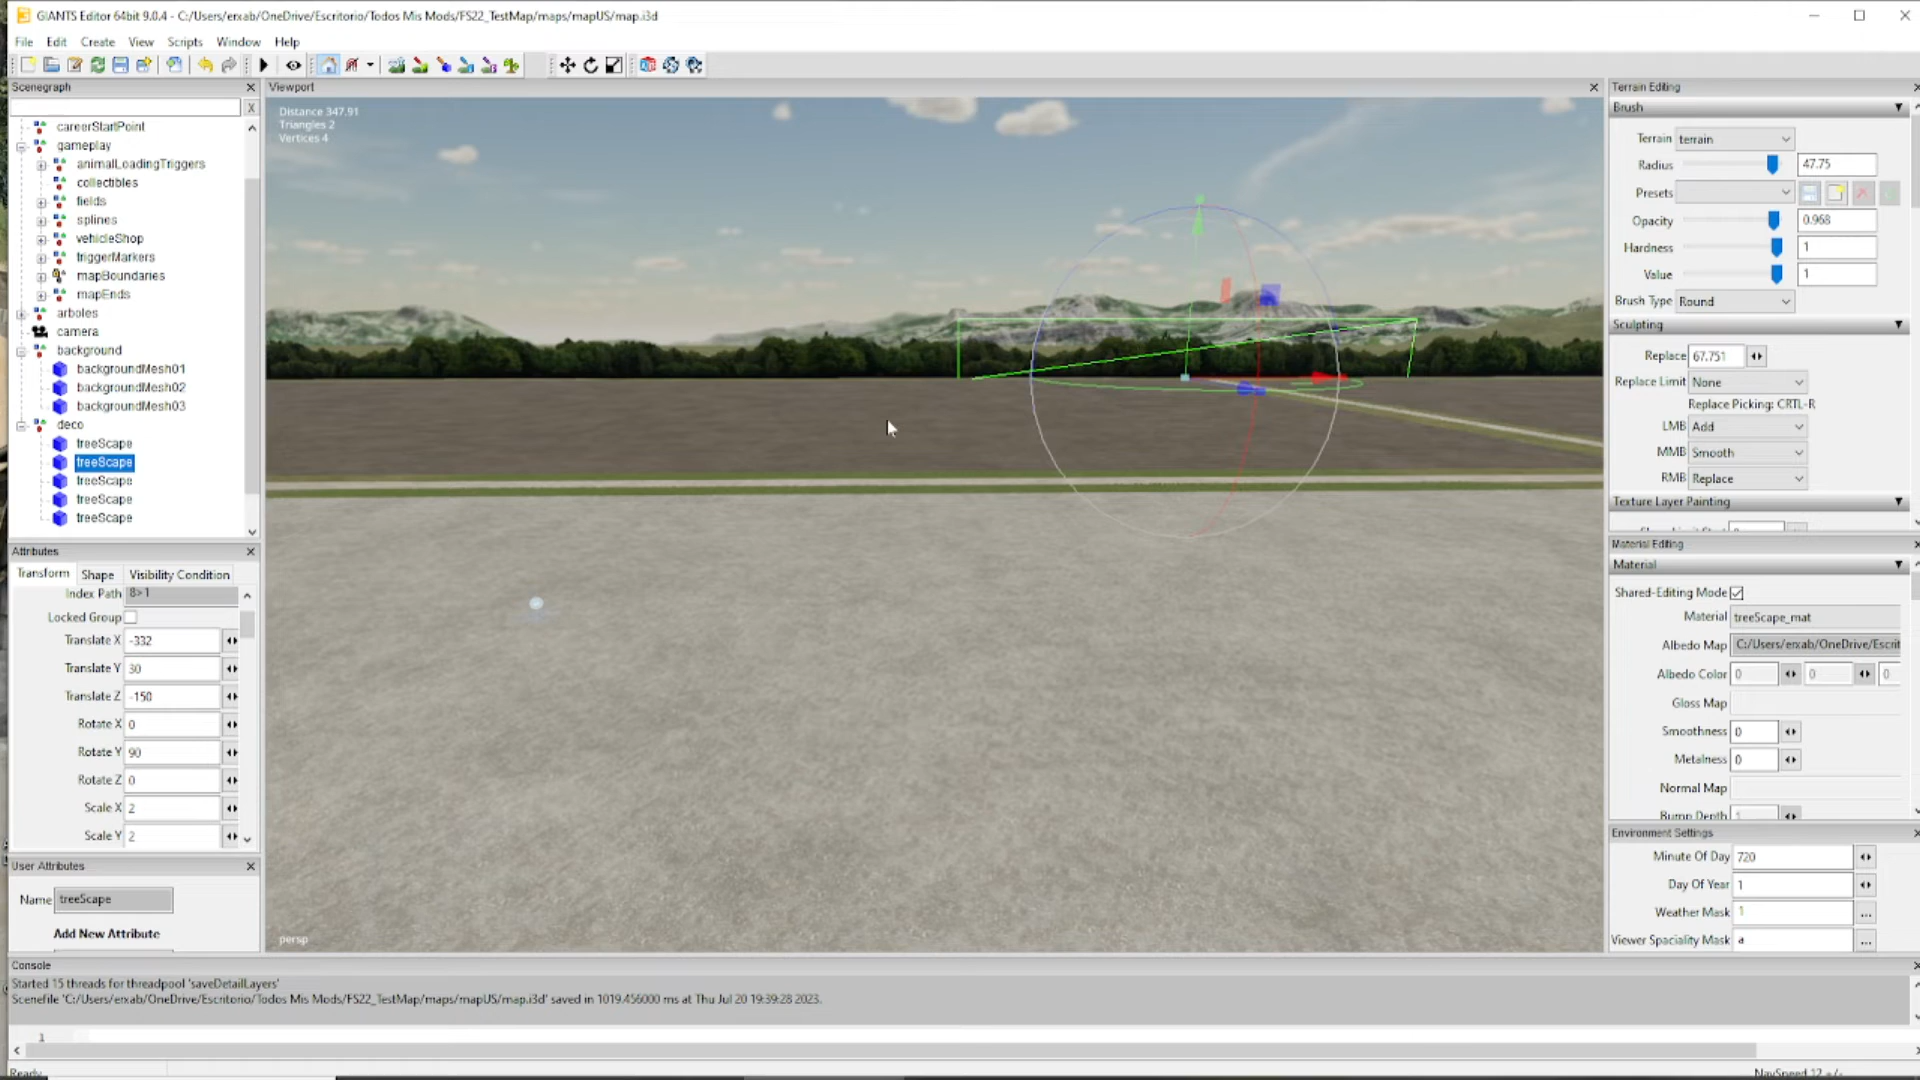 GIANTS Editor 64bit 9.0.4 - C:/Users/erxab/OneDrive/Escritorio/Todos Mis Mods/FS22_TestMap/maps/mapUS/map.i3d
File Edit Create View Scripts Window Help
Scenegraph
careerStartPoint
gameplay
animalLoadingTriggers
collectibles
fields
splines
vehicleShop
triggerMarkers
mapBoundaries
mapEnds
arboles
camera
background
backgroundMesh01
backgroundMesh02
backgroundMesh03
deco
treeScape
treeScape
treeScape
treeScape
treeScape
Attributes
Transform Shape Visibility Condition
Index Path 8>1
Locked Group
Translate X -332
Translate Y 30
Translate Z -150
Rotate X 0
Rotate Y 90
Rotate Z 0
Scale X 2
Scale Y 2
User Attributes
Name treeScape
Add New Attribute
Viewport
Distance 347.91
Triangles 2
Vertices 4
persp
Terrain Editing
Brush
Terrain terrain
Radius 47.75
Presets
Opacity 0.968
Hardness 1
Value 1
Brush Type Round
Sculpting
Replace 67.751
Replace Limit None
Replace Picking: CRTL-R
LMB Add
MMB Smooth
RMB Replace
Texture Layer Painting
Material Editing
Material
Shared-Editing Mode
Material treeScape_mat
Albedo Map C:/Users/erxab/OneDrive/Escrit
Albedo Color 0 0 0
Gloss Map
Smoothness 0
Metalness 0
Normal Map
Bump Depth 1
Environment Settings
Minute Of Day 720
Day Of Year 1
Weather Mask 1
Viewer Spaciality Mask a
Console
Started 15 threads for threadpool 'saveDetailLayers'
Scenefile 'C:/Users/erxab/OneDrive/Escritorio/Todos Mis Mods/FS22_TestMap/maps/mapUS/map.i3d' saved in 1019.456000 ms at Thu Jul 20 19:39:28 2023.
1
Ready
NavSpeed 12 +/-